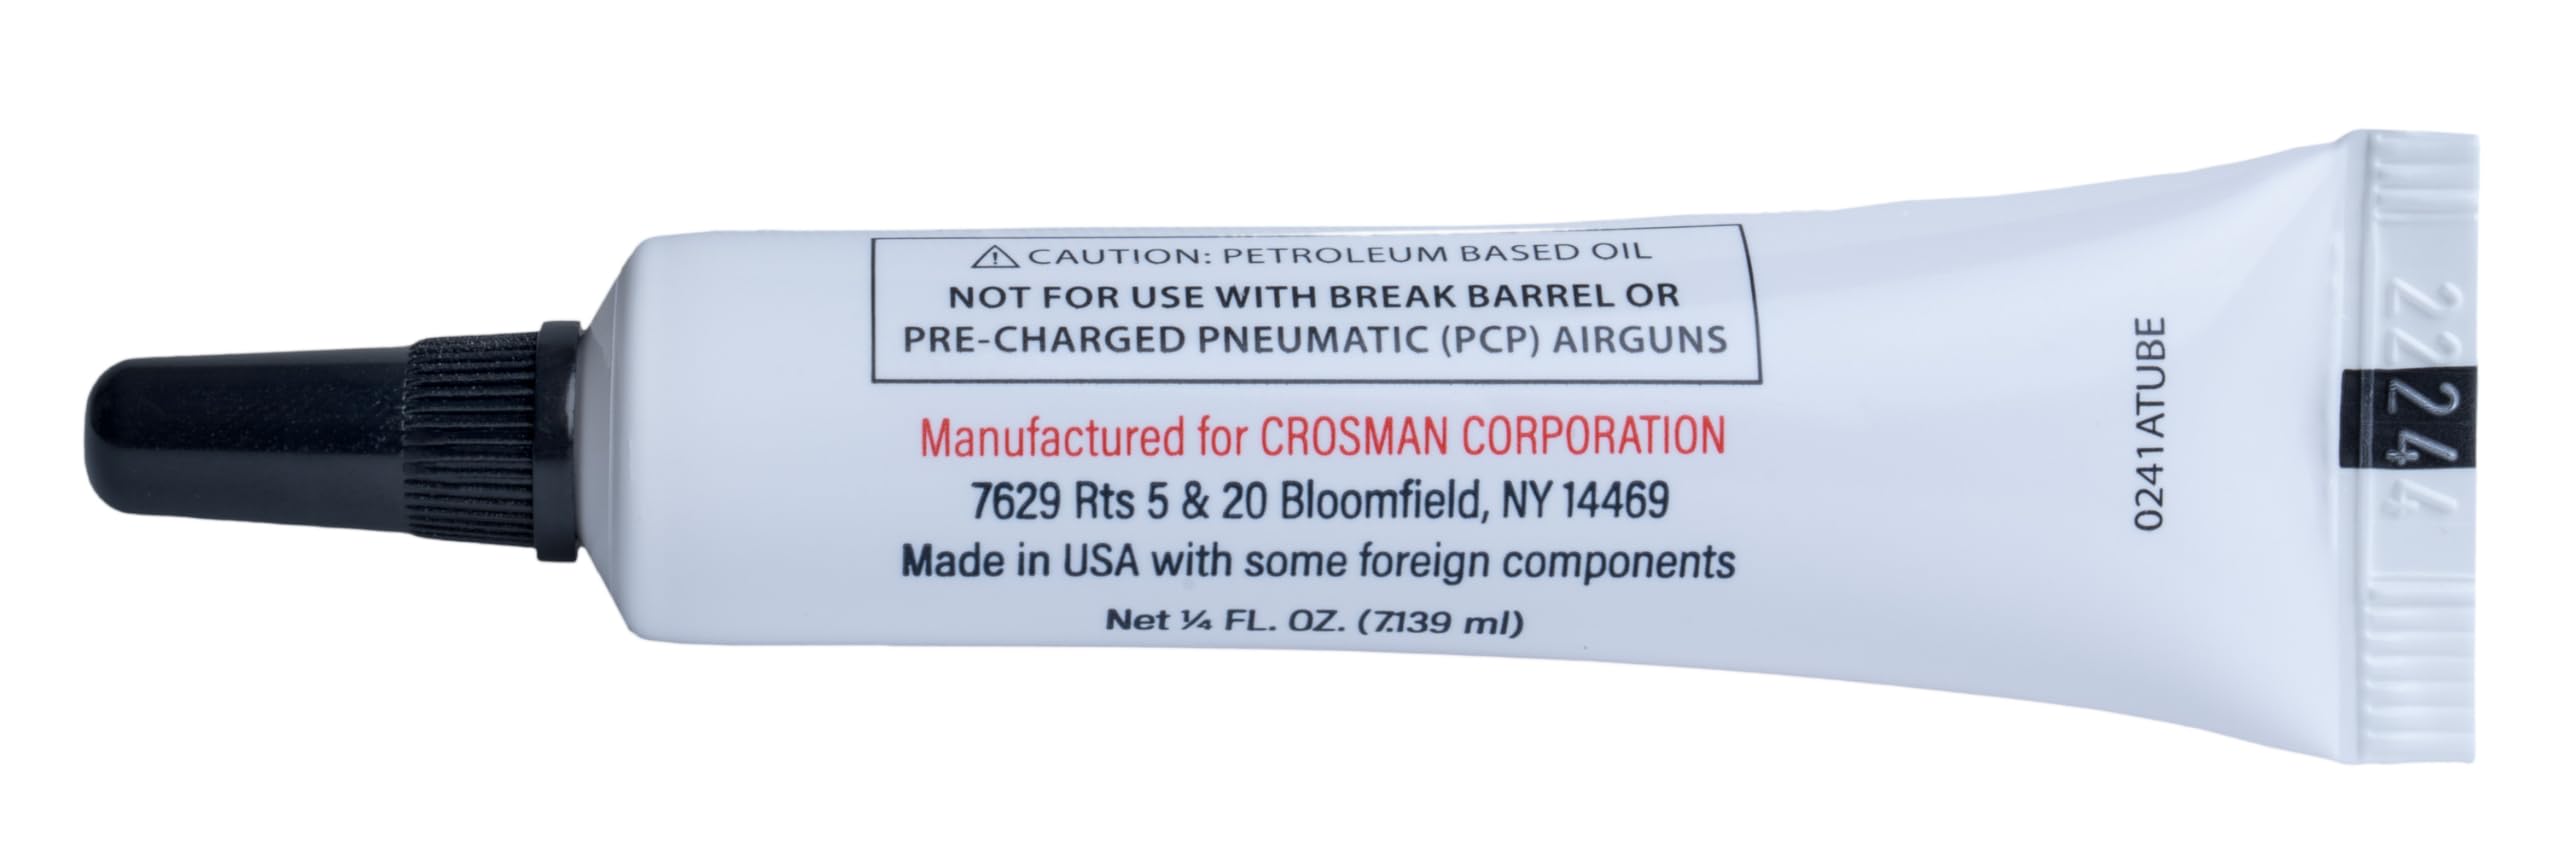 ⚠ CAUTION: PETROLEUM BASED OIL
NOT FOR USE WITH BREAK BARREL OR
PRE-CHARGED PNEUMATIC (PCP) AIRGUNS
Manufactured for CROSMAN CORPORATION
7629 Rts 5 & 20 Bloomfield, NY 14469
Made in USA with some foreign components
Net ¼ FL. OZ. (7.139 ml)
0241ATUBE
2224